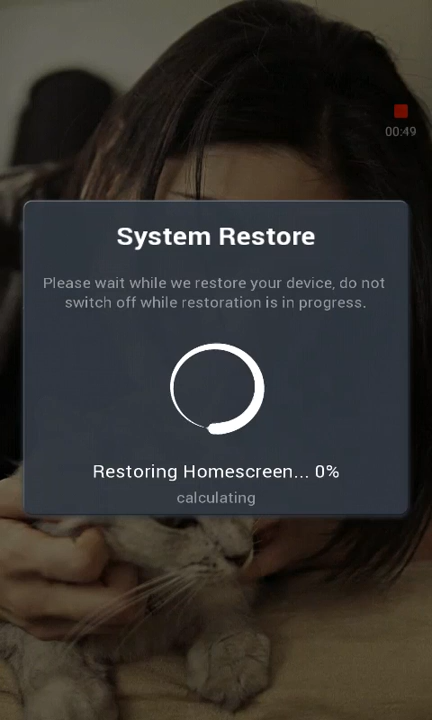 00:49
System Restore
Please wait while we restore your device, do not
switch off while restoration is in progress.
Restoring Homescreen... 0%
calculating